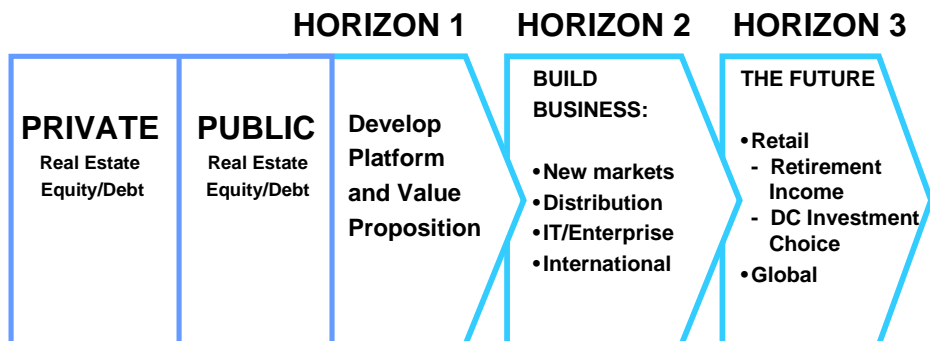 HORIZON 1
HORIZON 2
HORIZON 3
PRIVATE
Real Estate
Equity/Debt
PUBLIC
Real Estate
Equity/Debt
Develop
Platform
and Value
Proposition
BUILD
BUSINESS:
•New markets
•Distribution
•IT/Enterprise
•International
THE FUTURE
•Retail
- Retirement
Income
- DC Investment
Choice
•Global